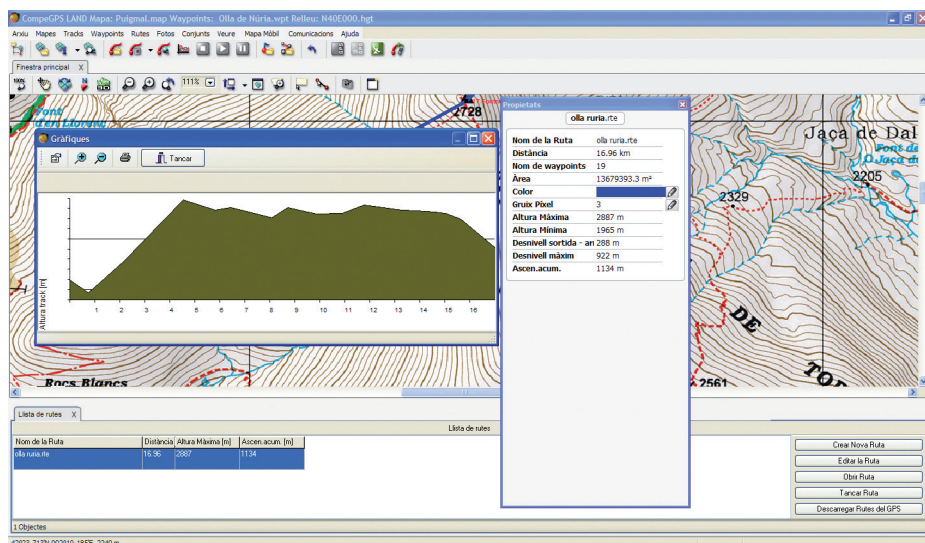 CompeGPS LAND Mapa: Puigmal.map Waypoints: Olla de Núria.wpt Relleu: N40E000.hgt
Arxiu Mapes Tracks Waypoints Rutes Fotos Conjunts Veure Mapa Mòbil Comunicacions Ajuda
Finestra principal X
100% 111%
Font
d'en Llorenç
2728
Jaça de Dal
Font de
2205
2329
DE
2561
Rocs Blancs
Gràfiques
Tancar
Altura track [m]
1 2 3 4 5 6 7 8 9 10 11 12 13 14 15 16
Propietats
olla ruria.rte
Nom de la Ruta olla ruria.rte
Distància 16.96 km
Nom de waypoints 19
Àrea 13679393.3 m²
Color
Gruix Píxel 3
Altura Màxima 2887 m
Altura Mínima 1965 m
Desnivell sortida - arr 288 m
Desnivell màxim 922 m
Ascen.acum. 1134 m
Llista de rutes X
Llista de rutes
Nom de la Ruta Distància Altura Màxima [m] Ascen.acum. [m]
olla ruria.rte 16.96 2887 1134
Crear Nova Ruta
Editar la Ruta
Obrir Ruta
Tancar Ruta
Descarregar Rutes del GPS
1 Objectes